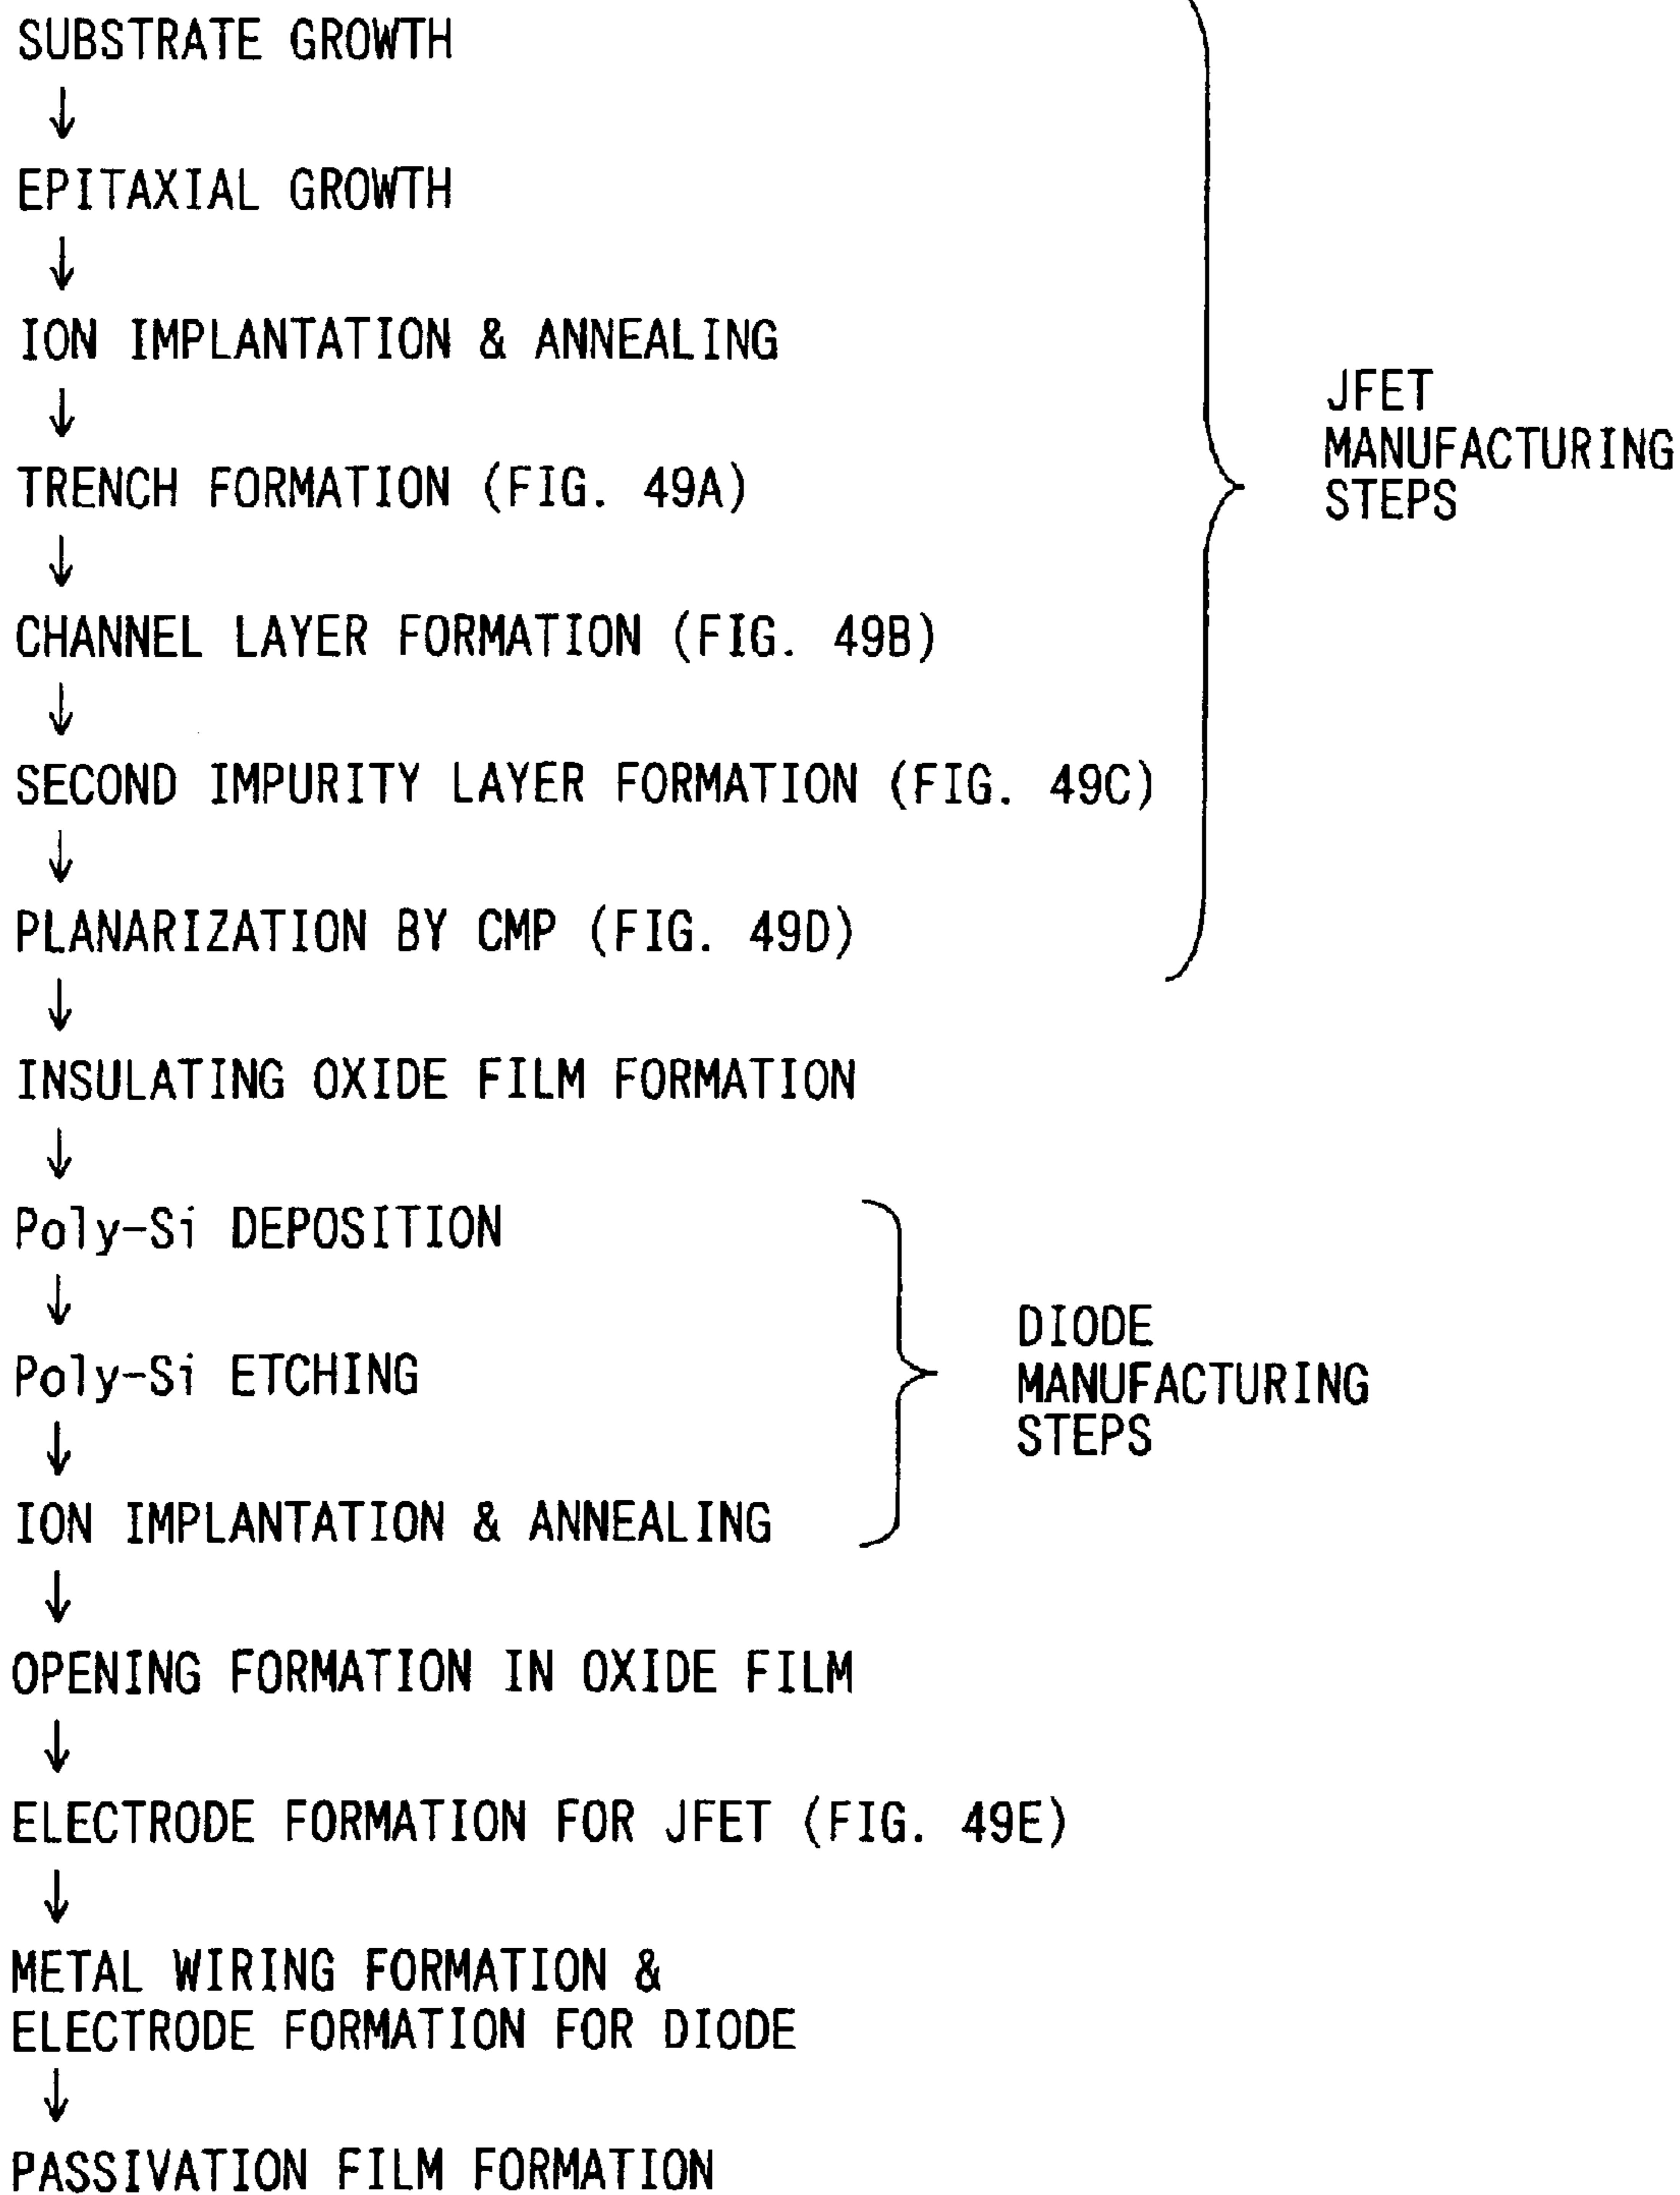 SUBSTRATE GROWTH
↓
EPITAXIAL GROWTH
↓
ION IMPLANTATION & ANNEALING
↓
TRENCH FORMATION (FIG. 49A)
↓
CHANNEL LAYER FORMATION (FIG. 49B)
↓
SECOND IMPURITY LAYER FORMATION (FIG. 49C)
↓
PLANARIZATION BY CMP (FIG. 49D)
JFET
MANUFACTURING
STEPS
↓
INSULATING OXIDE FILM FORMATION
↓
Poly-Si DEPOSITION
↓
Poly-Si ETCHING
↓
ION IMPLANTATION & ANNEALING
DIODE
MANUFACTURING
STEPS
↓
OPENING FORMATION IN OXIDE FILM
↓
ELECTRODE FORMATION FOR JFET (FIG. 49E)
↓
METAL WIRING FORMATION &
ELECTRODE FORMATION FOR DIODE
↓
PASSIVATION FILM FORMATION